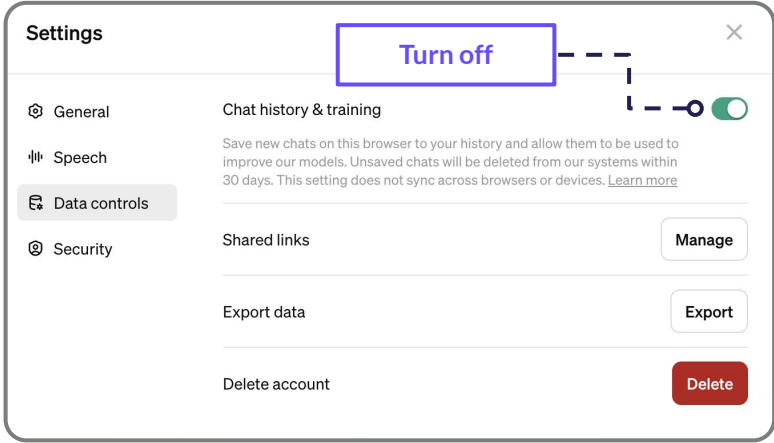 Settings
Turn off
General
Speech
Data controls
Security
Chat history & training
Save new chats on this browser to your history and allow them to be used to
improve our models. Unsaved chats will be deleted from our systems within
30 days. This setting does not sync across browsers or devices. Learn more
Shared links
Manage
Export data
Export
Delete account
Delete